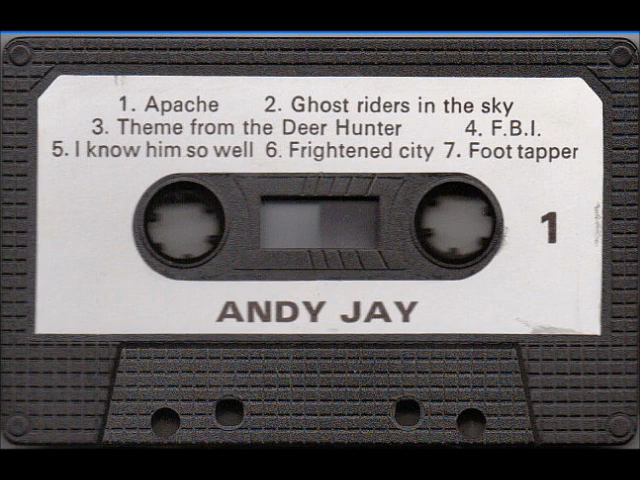 1. Apache 2. Ghost riders in the sky
3. Theme from the Deer Hunter 4. F.B.I.
5. I know him so well 6. Frightened city 7. Foot tapper
1
ANDY JAY